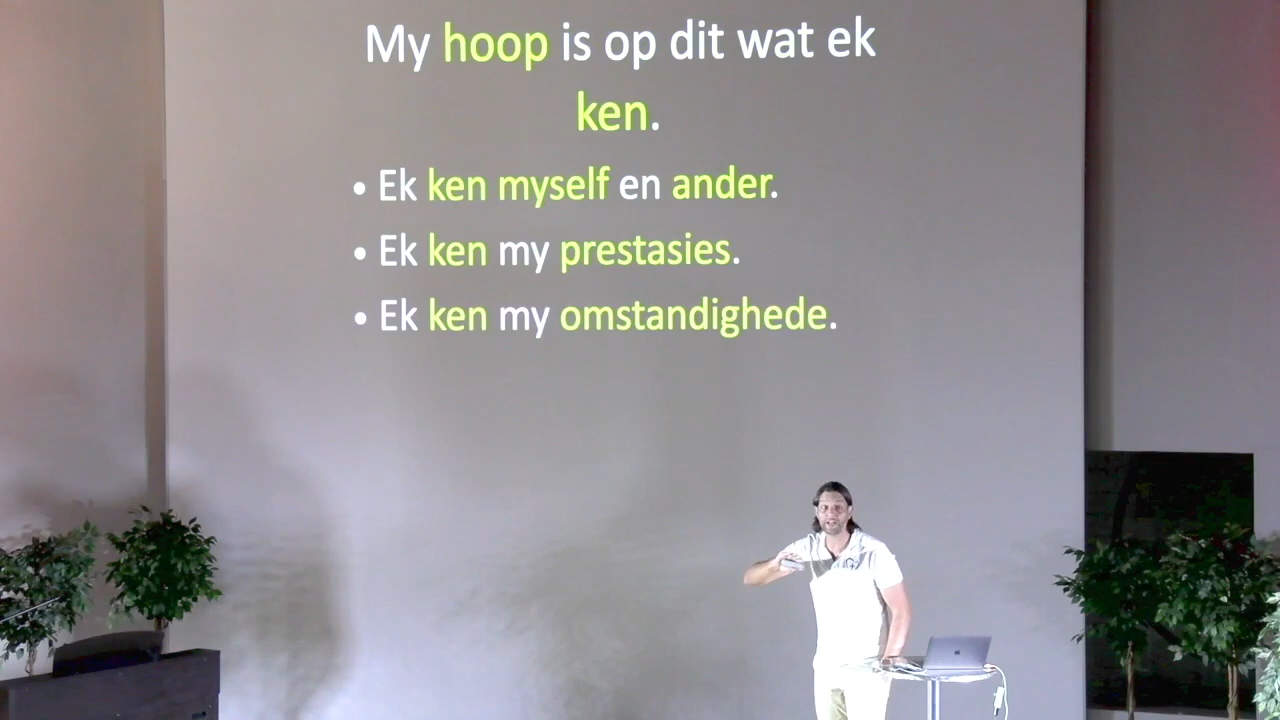 My hoop is op dit wat ek
ken.
• Ek ken myself en ander.
• Ek ken my prestasies.
• Ek ken my omstandighede.